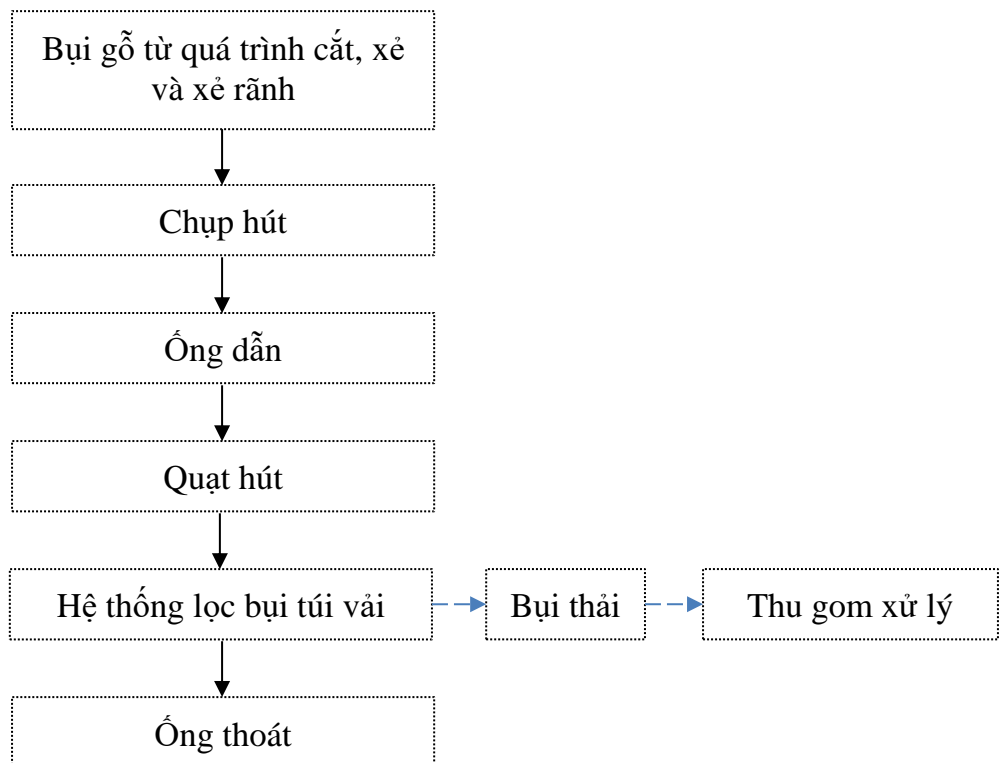 Bụi gỗ từ quá trình cắt, xẻ
và xẻ rãnh
Chụp hút
Ống dẫn
Quạt hút
Hệ thống lọc bụi túi vải
Bụi thải
Thu gom xử lý
Ống thoát